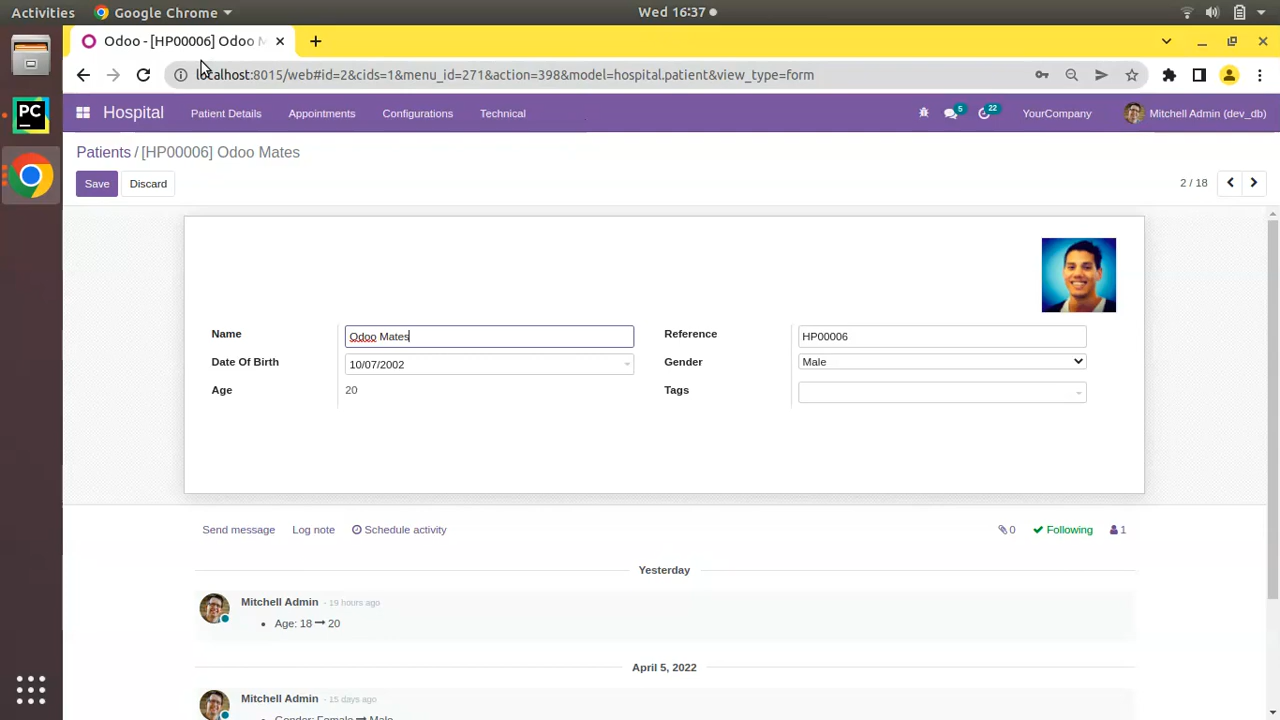 Activities Google Chrome Wed 16:37
Odoo - [HP00006] Odoo M
localhost:8015/web#id=2&cids=1&menu_id=271&action=398&model=hospital.patient&view_type=form
Hospital Patient Details Appointments Configurations Technical 5 22 YourCompany Mitchell Admin (dev_db)
Patients / [HP00006] Odoo Mates
Save Discard 2 / 18
Name Odoo Mates Reference HP00006
Date Of Birth 10/07/2002 Gender Male
Age 20 Tags
Send message Log note Schedule activity 0 Following 1
Yesterday
Mitchell Admin - 19 hours ago
Age: 18 20
April 5, 2022
Mitchell Admin - 15 days ago
Gender: Female Male
PC